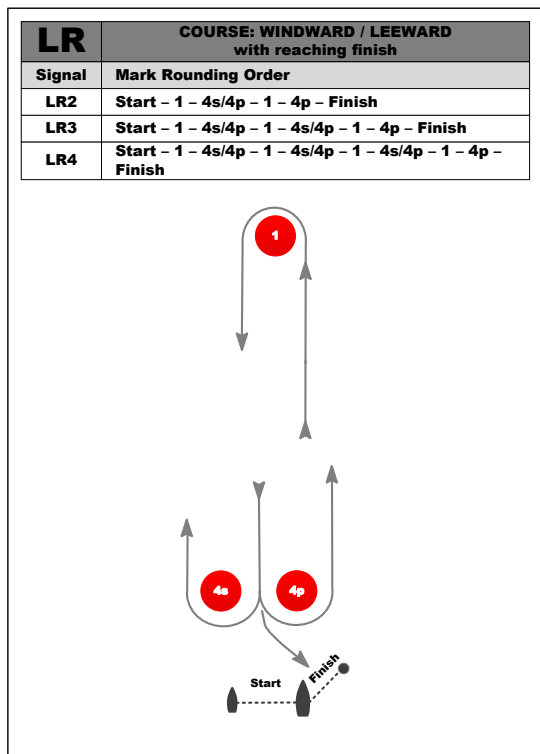 LR
COURSE: WINDWARD / LEEWARD
with reaching finish
Signal Mark Rounding Order
LR2 Start – 1 – 4s/4p – 1 – 4p – Finish
LR3 Start – 1 – 4s/4p – 1 – 4s/4p – 1 – 4p – Finish
LR4 Start – 1 – 4s/4p – 1 – 4s/4p – 1 – 4s/4p – 1 – 4p –
Finish
1
4s 4p
Start
Finish